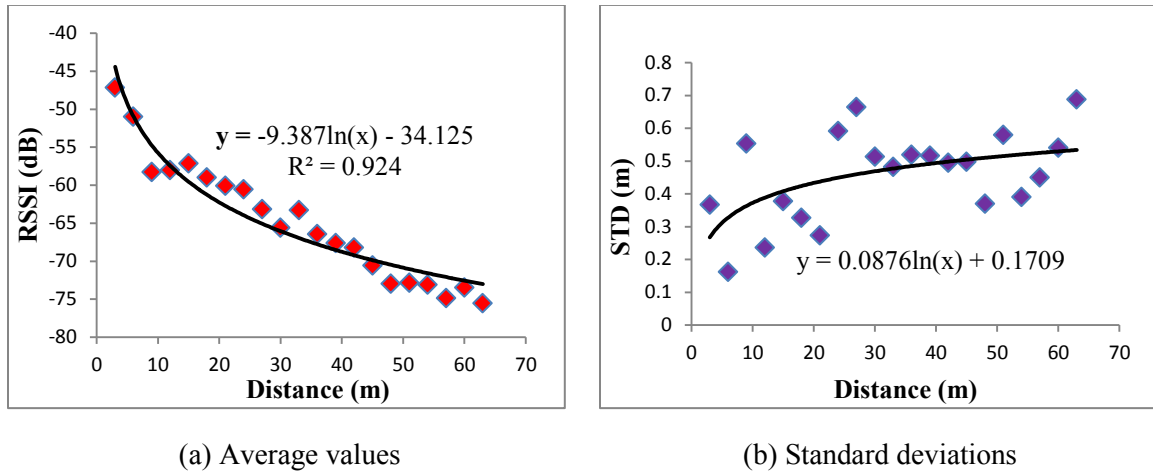 -40
-45
-50
-55
-60
-65
-70
-75
-80
RSSI (dB)
y = -9.387ln(x) - 34.125
R² = 0.924
0 10 20 30 40 50 60 70
Distance (m)
0.8
0.7
0.6
0.5
0.4
0.3
0.2
0.1
0
STD (m)
y = 0.0876ln(x) + 0.1709
0 10 20 30 40 50 60 70
Distance (m)
(a) Average values
(b) Standard deviations